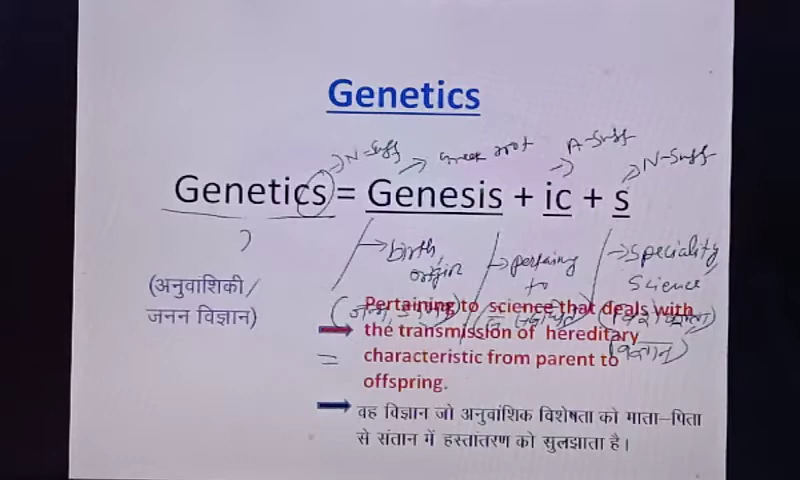 Genetics
N-Suff
Greek root
A-Suff
N-Suff
Genetics = Genesis + ic + s
birth,
origin
pertaining
to
speciality
Science
(अनुवांशिकी /
जनन विज्ञान)
Pertaining to science that deals with
the transmission of hereditary
characteristic from parent to
offspring.
(विज्ञान)
=
वह विज्ञान जो अनुवांशिक विशेषता को माता–पिता
से संतान में हस्तांतरण को सुलझाता है।